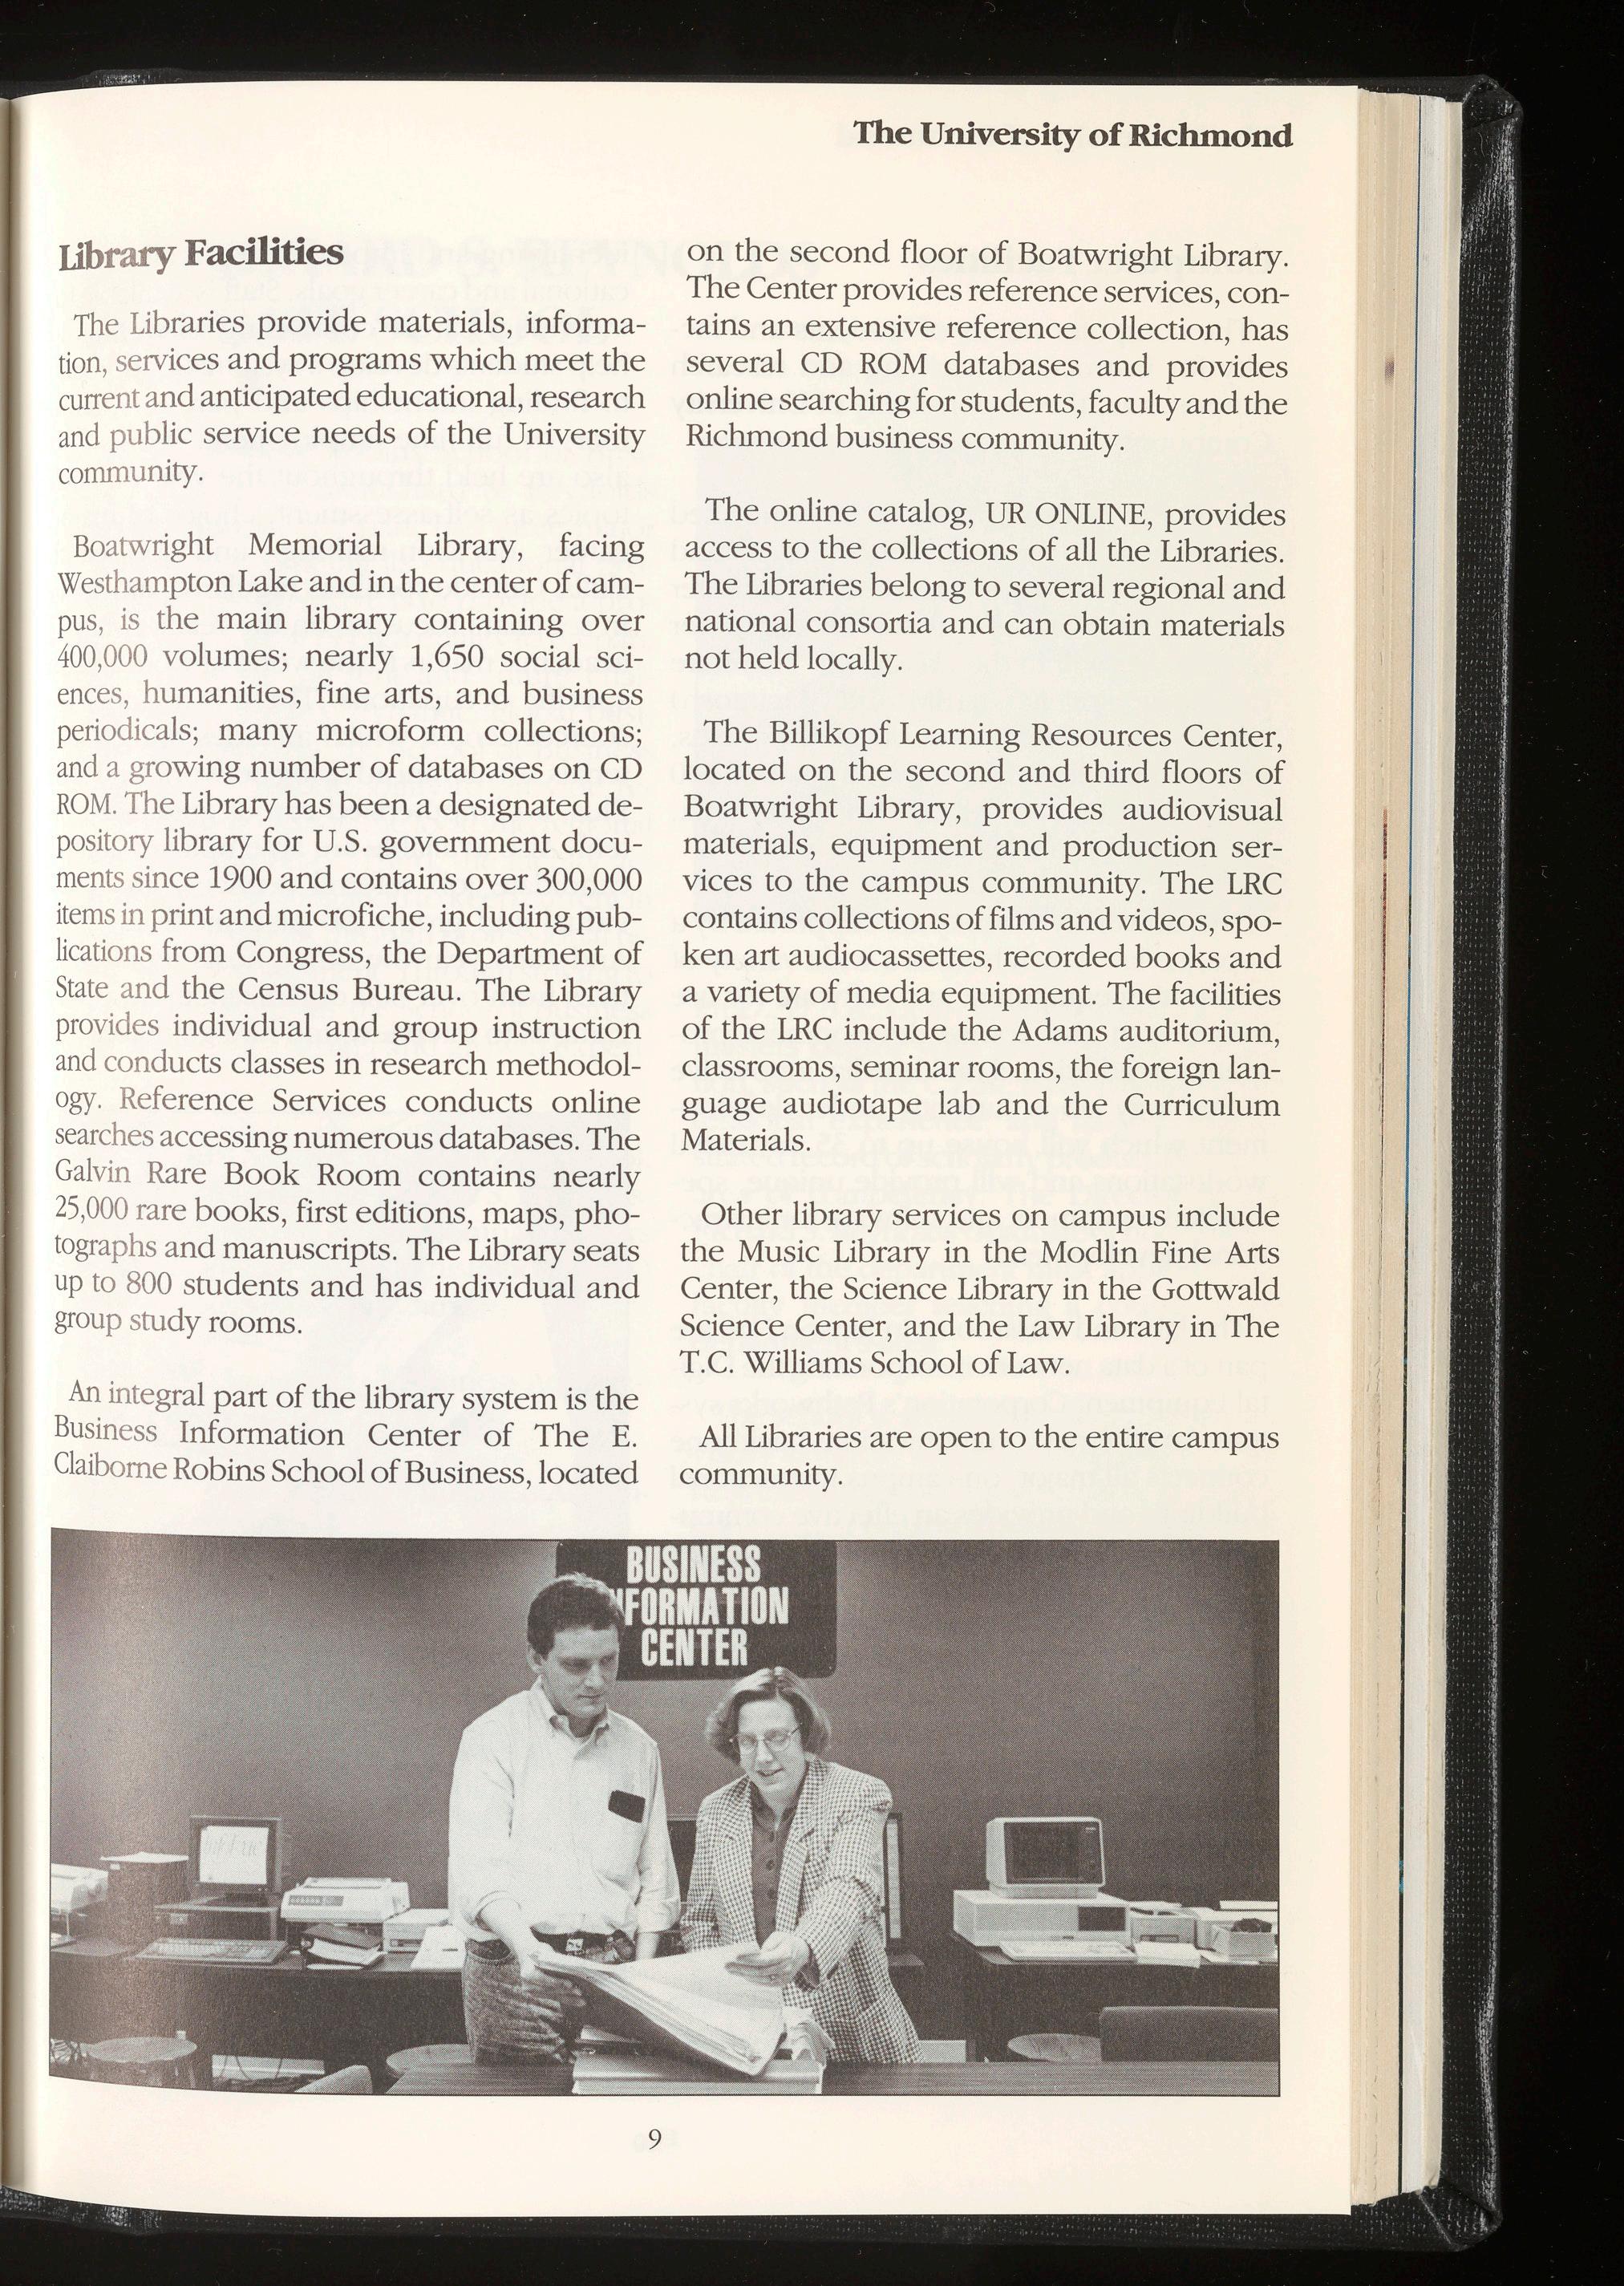 The University of Richmond
Library Facilities
The Libraries provide materials, informa-
tion, services and programs which meet the
current and anticipated educational, research
and public service needs of the University
community.
Boatwright Memorial Library, facing
Westhampton Lake and in the center of cam-
pus, is the main library containing over
400,000 volumes; nearly 1,650 social sci-
ences, humanities, fine arts, and business
periodicals; many microform collections;
and a growing number of databases on CD
ROM. The Library has been a designated de-
pository library for U.S. government docu-
ments since 1900 and contains over 300,000
items in print and microfiche, including pub-
lications from Congress, the Department of
State and the Census Bureau. The Library
provides individual and group instruction
and conducts classes in research methodol-
ogy. Reference Services conducts online
searches accessing numerous databases. The
Galvin Rare Book Room contains nearly
25,000 rare books, first editions, maps, pho-
tographs and manuscripts. The Library seats
up to 800 students and has individual and
group study rooms.
An integral part of the library system is the
Business Information Center of The E.
Claiborne Robins School of Business, located
on the second floor of Boatwright Library.
The Center provides reference services, con-
tains an extensive reference collection, has
several CD ROM databases and provides
online searching for students, faculty and the
Richmond business community.
The online catalog, UR ONLINE, provides
access to the collections of all the Libraries.
The Libraries belong to several regional and
national consortia and can obtain materials
not held locally.
The Billikopf Learning Resources Center,
located on the second and third floors of
Boatwright Library, provides audiovisual
materials, equipment and production ser-
vices to the campus community. The LRC
contains collections of films and videos, spo-
ken art audiocassettes, recorded books and
a variety of media equipment. The facilities
of the LRC include the Adams auditorium,
classrooms, seminar rooms, the foreign lan-
guage audiotape lab and the Curriculum
Materials.
Other library services on campus include
the Music Library in the Modlin Fine Arts
Center, the Science Library in the Gottwald
Science Center, and the Law Library in The
T.C. Williams School of Law.
All Libraries are open to the entire campus
community.
BUSINESS
NFORMATION
CENTER
9